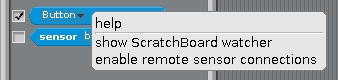 Button
help
sensor b
show ScratchBoard watcher
enable remote sensor connections